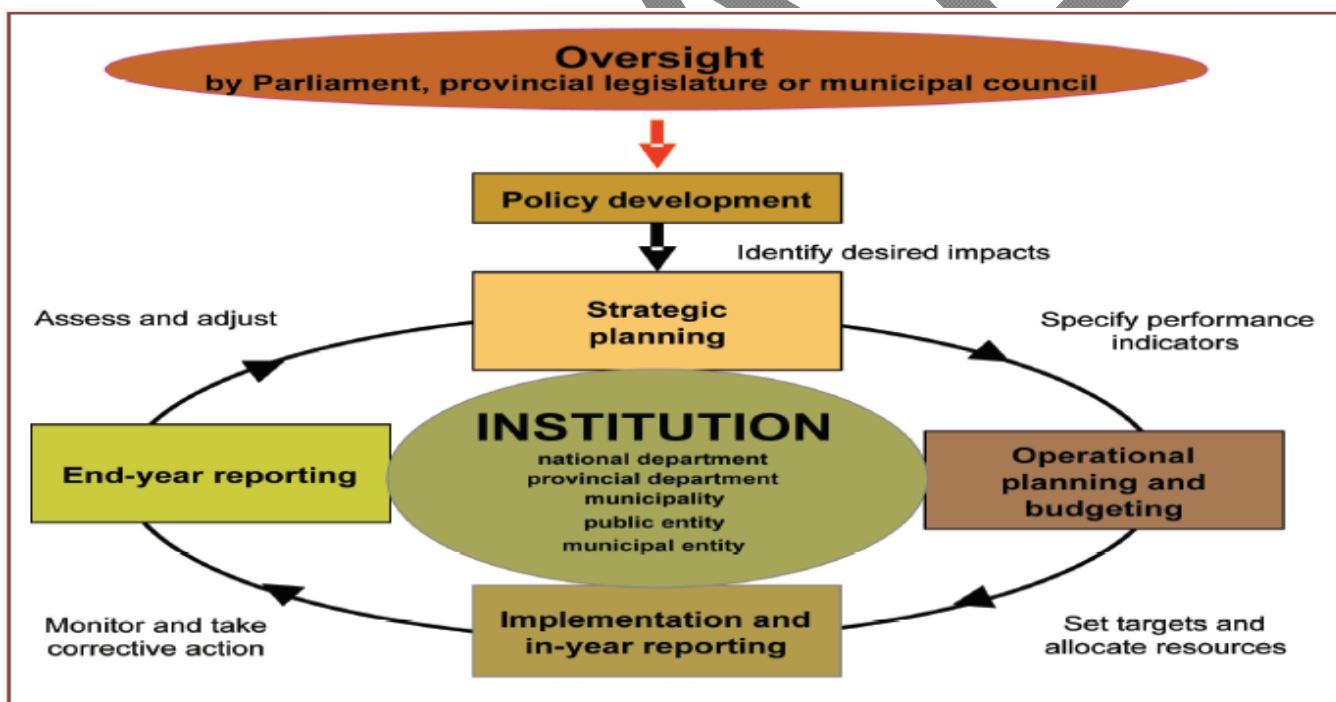 Oversight
by Parliament, provincial legislature or municipal council
Policy development
Identify desired impacts
Strategic
planning
Assess and adjust
Specify performance
indicators
INSTITUTION
national department
provincial department
municipality
public entity
municipal entity
End-year reporting
Operational
planning and
budgeting
Implementation and
in-year reporting
Monitor and take
corrective action
Set targets and
allocate resources